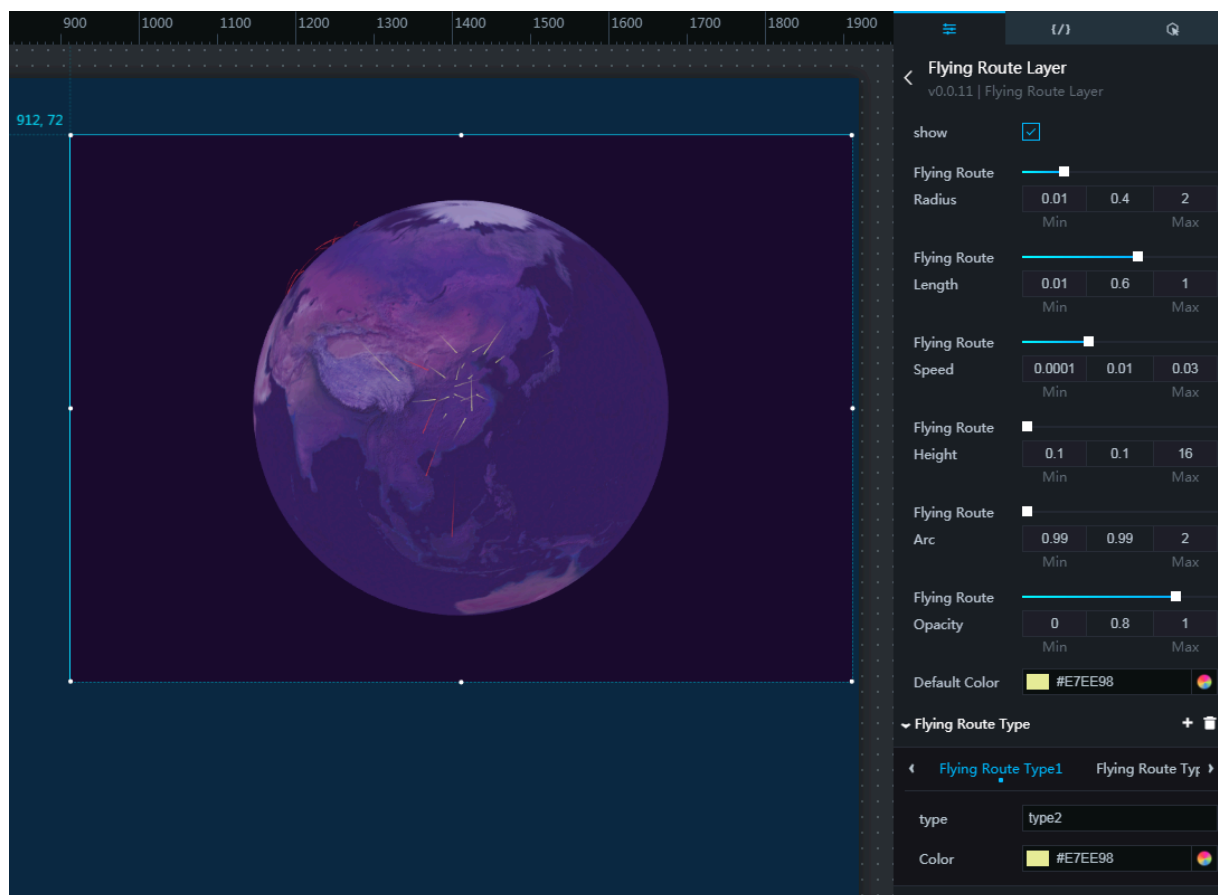 900 1000 1100 1200 1300 1400 1500 1600 1700 1800 1900
{/}
Flying Route Layer
v0.0.11 | Flying Route Layer
912, 72
show
Flying Route
Radius 0.01 0.4 2
Min Max
Flying Route
Length 0.01 0.6 1
Min Max
Flying Route
Speed 0.0001 0.01 0.03
Min Max
Flying Route
Height 0.1 0.1 16
Min Max
Flying Route
Arc 0.99 0.99 2
Min Max
Flying Route
Opacity 0 0.8 1
Min Max
Default Color #E7EE98
Flying Route Type
Flying Route Type1 Flying Route Typ
type type2
Color #E7EE98